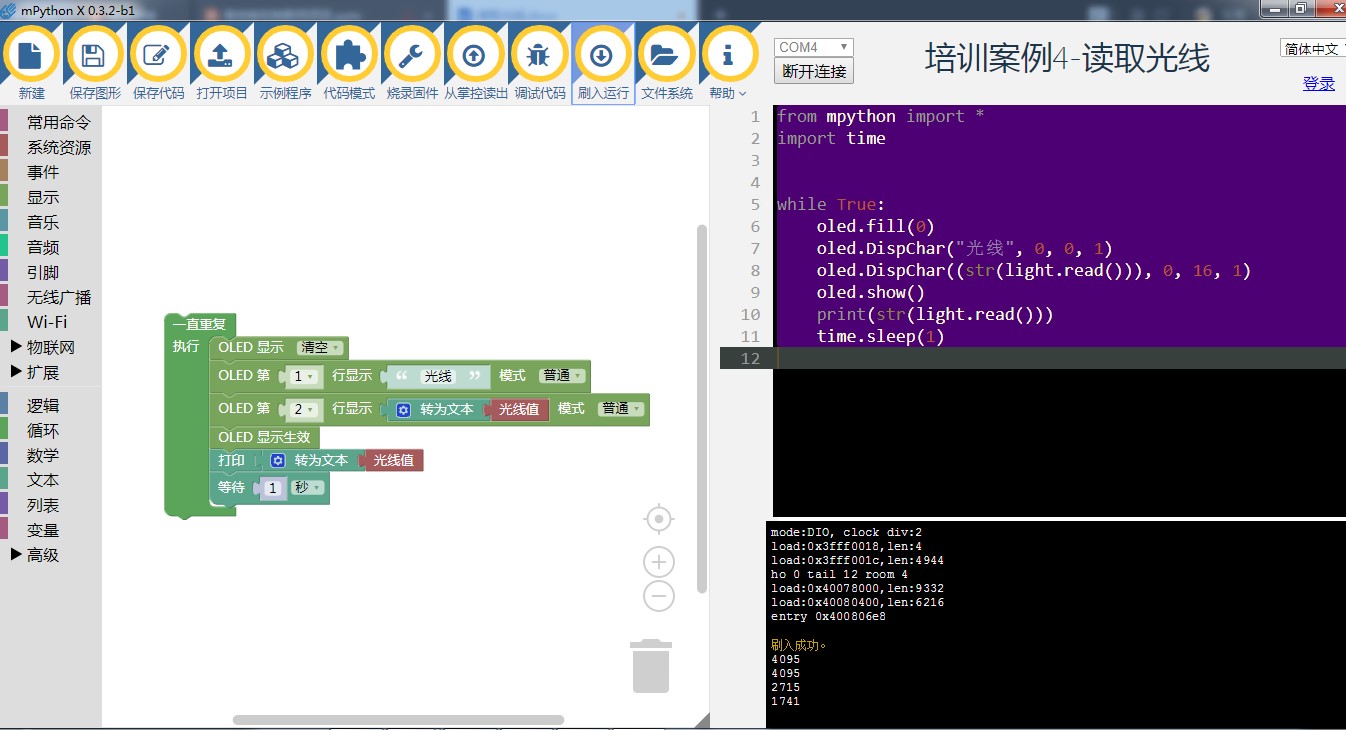 mPython X 0.3.2-b1
新建 保存图形 保存代码 打开项目 示例程序 代码模式 烧录固件 从掌控读出 调试代码 刷入运行 文件系统 帮助
COM4
断开连接
培训案例4-读取光线
简体中文
登录
常用命令
系统资源
事件
显示
音乐
音频
引脚
无线广播
Wi-Fi
物联网
扩展
逻辑
循环
数学
文本
列表
变量
高级
一直重复
执行 OLED 显示 清空
OLED 第 1 行显示 “ 光线 ” 模式 普通
OLED 第 2 行显示 转为文本 光线值 模式 普通
OLED 显示生效
打印 转为文本 光线值
等待 1 秒
1 from mpython import *
2 import time
3
4
5 while True:
6 oled.fill(0)
7 oled.DispChar("光线", 0, 0, 1)
8 oled.DispChar((str(light.read())), 0, 16, 1)
9 oled.show()
10 print(str(light.read()))
11 time.sleep(1)
12
mode:DIO, clock div:2
load:0x3fff0018,len:4
load:0x3fff001c,len:4944
ho 0 tail 12 room 4
load:0x40078000,len:9332
load:0x40080400,len:6216
entry 0x400806e8
刷入成功。
4095
4095
2715
1741